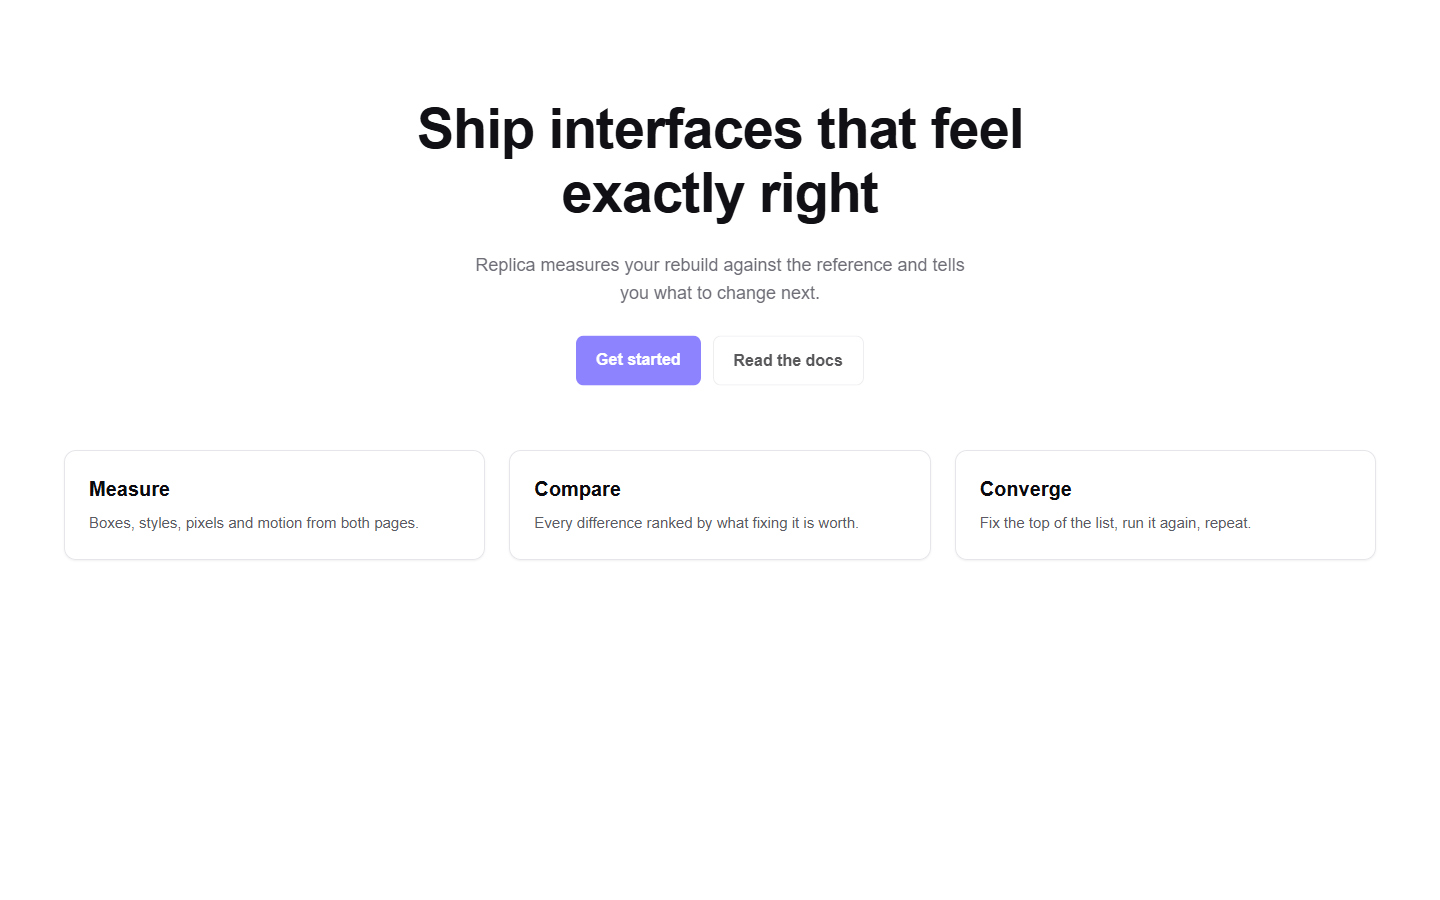 Ship interfaces that feel
exactly right
Replica measures your rebuild against the reference and tells
you what to change next.
Get started
Read the docs
Measure
Boxes, styles, pixels and motion from both pages.
Compare
Every difference ranked by what fixing it is worth.
Converge
Fix the top of the list, run it again, repeat.